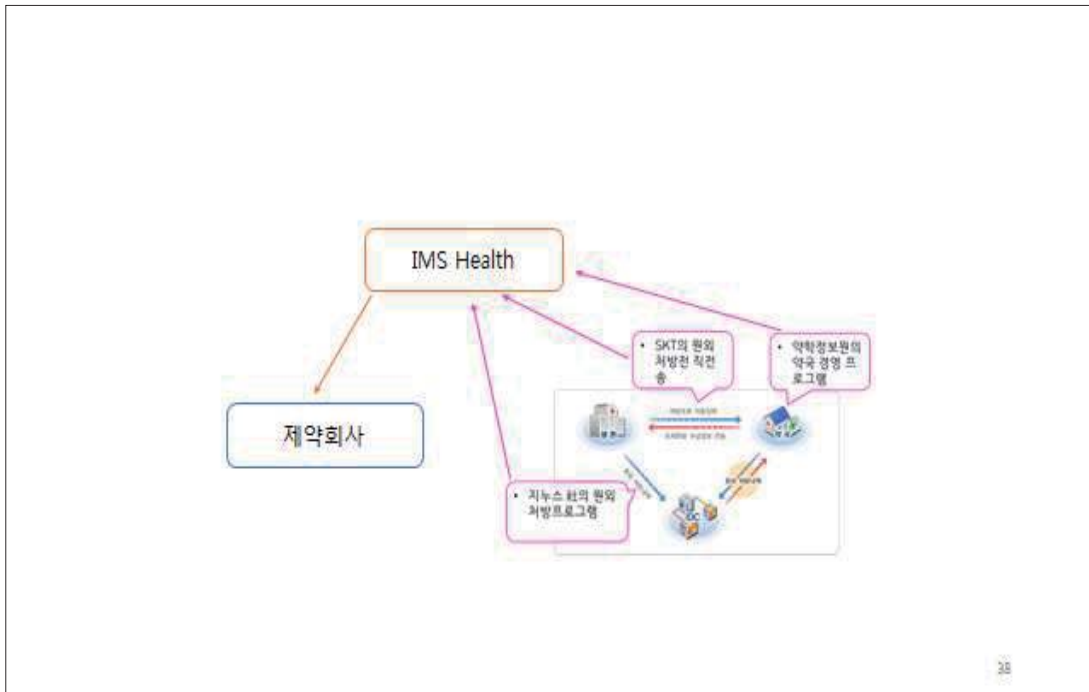 IMS Health
• SKT의 원외
처방전 직전
송
• 약학정보원의
약국 경영 프
로그램
제약회사
• 지누스 社의 원외
처방프로그램
38